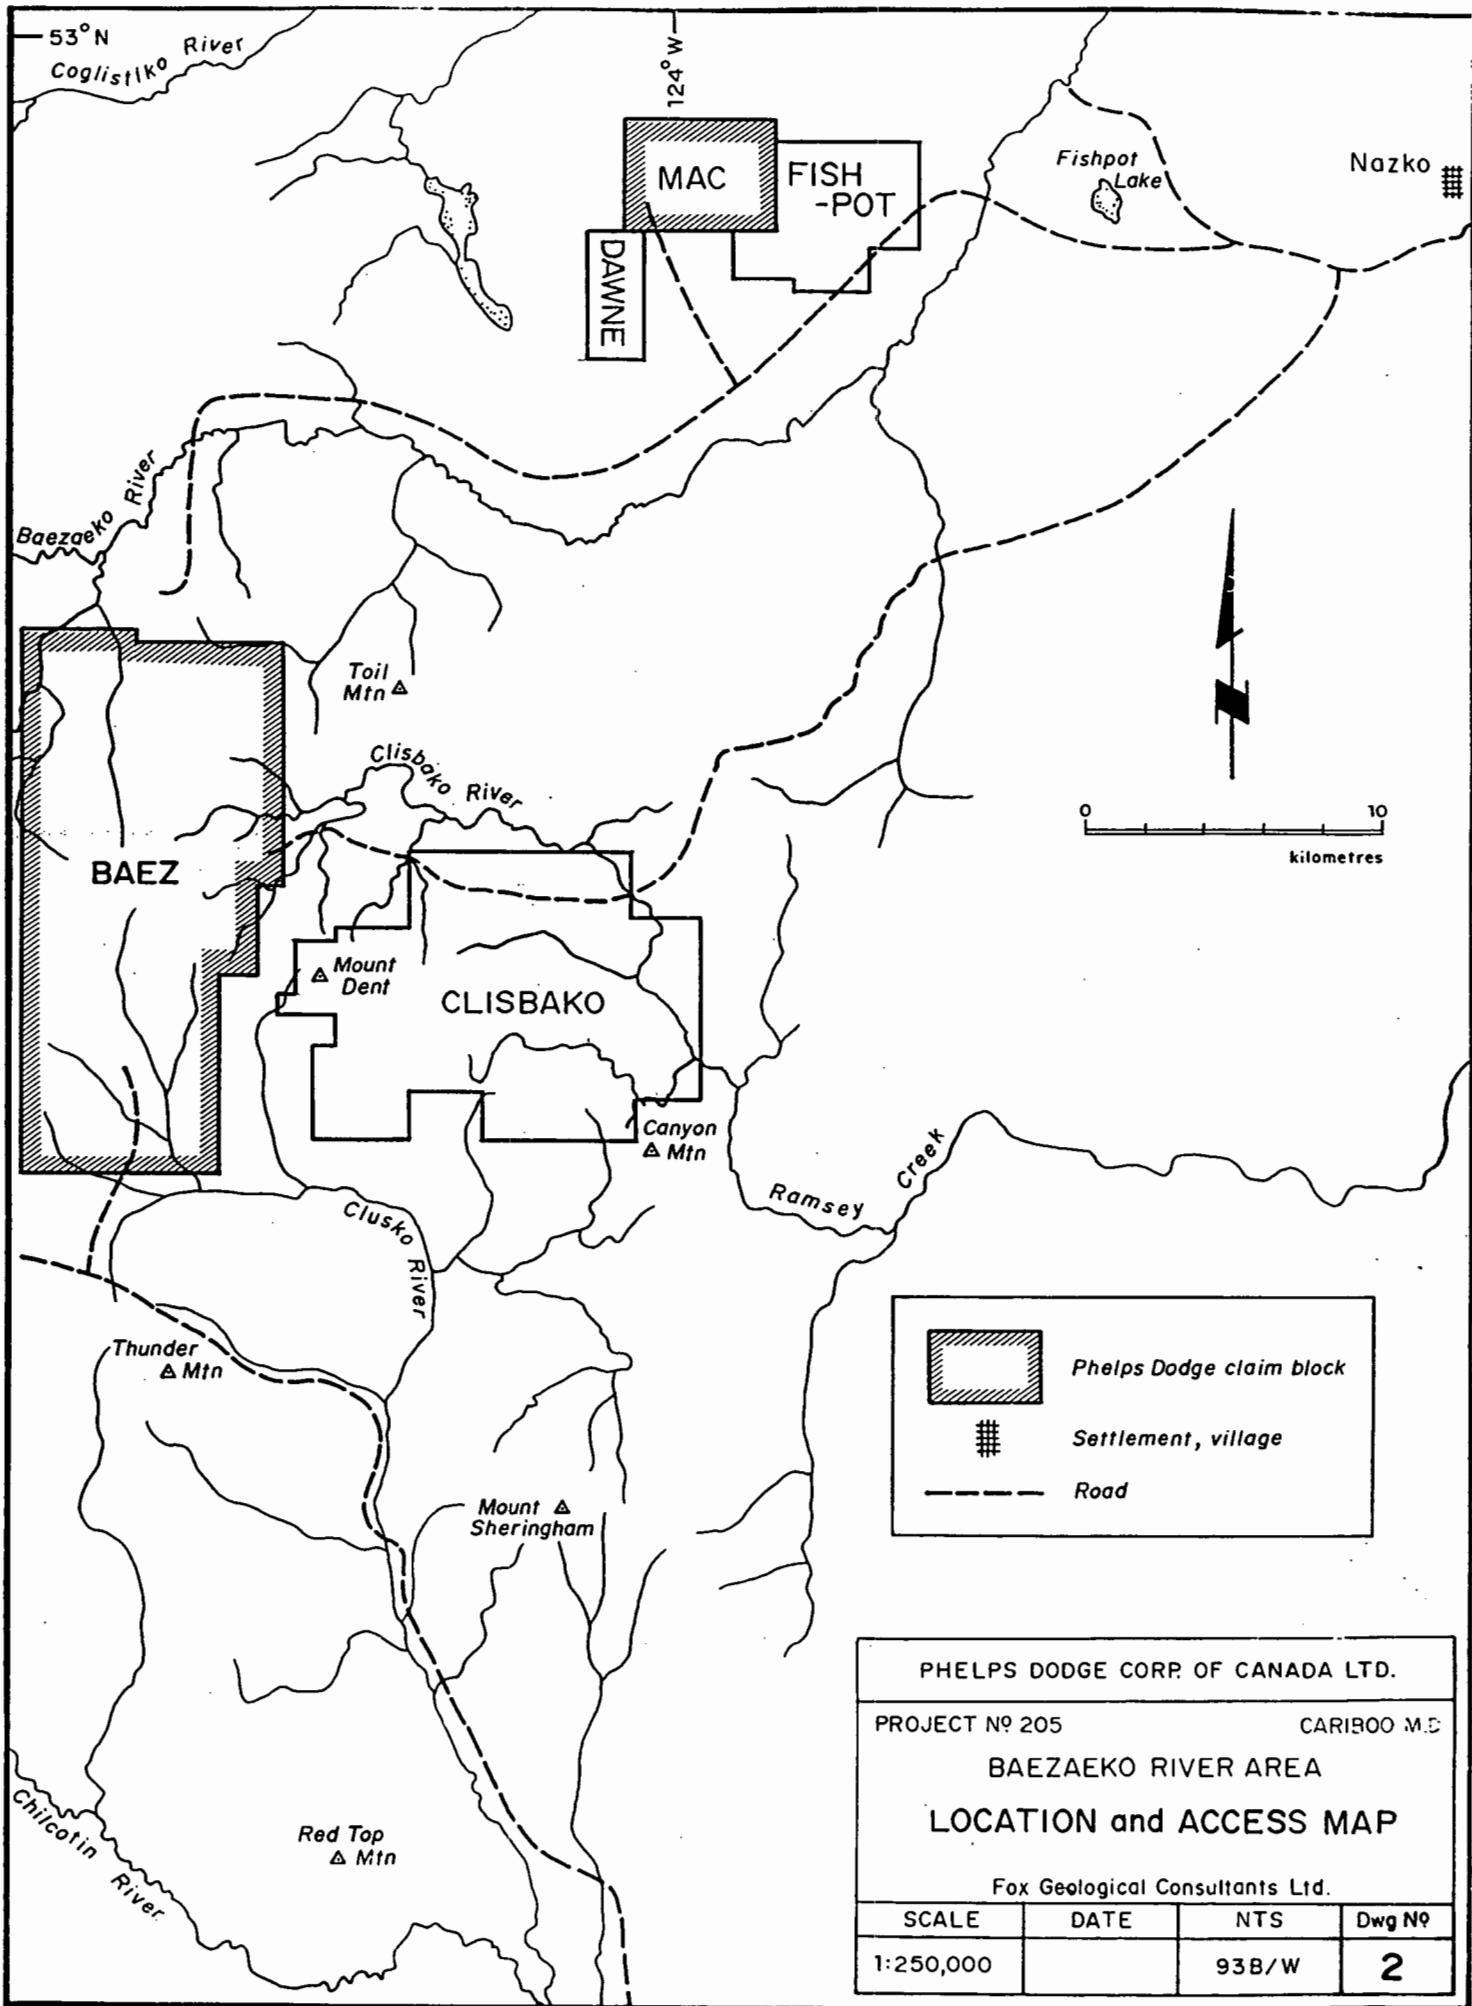 53°N
Coglistiko River
124°W
MAC
FISH
-POT
DAWNE
Fishpot
Lake
Nazko
Baezaeko River
Toil
Mtn
Clisbako River
0 10
kilometres
BAEZ
Mount
Dent
CLISBAKO
Canyon
Mtn
Ramsey Creek
Clusko River
Thunder
Mtn
Phelps Dodge claim block
Settlement, village
Road
Mount
Sheringham
Chilcotin River
Red Top
Mtn
PHELPS DODGE CORP. OF CANADA LTD.
PROJECT Nº 205 CARIBOO M.D
BAEZAEKO RIVER AREA
LOCATION and ACCESS MAP
Fox Geological Consultants Ltd.
SCALE DATE NTS Dwg Nº
1:250,000 93B/W 2